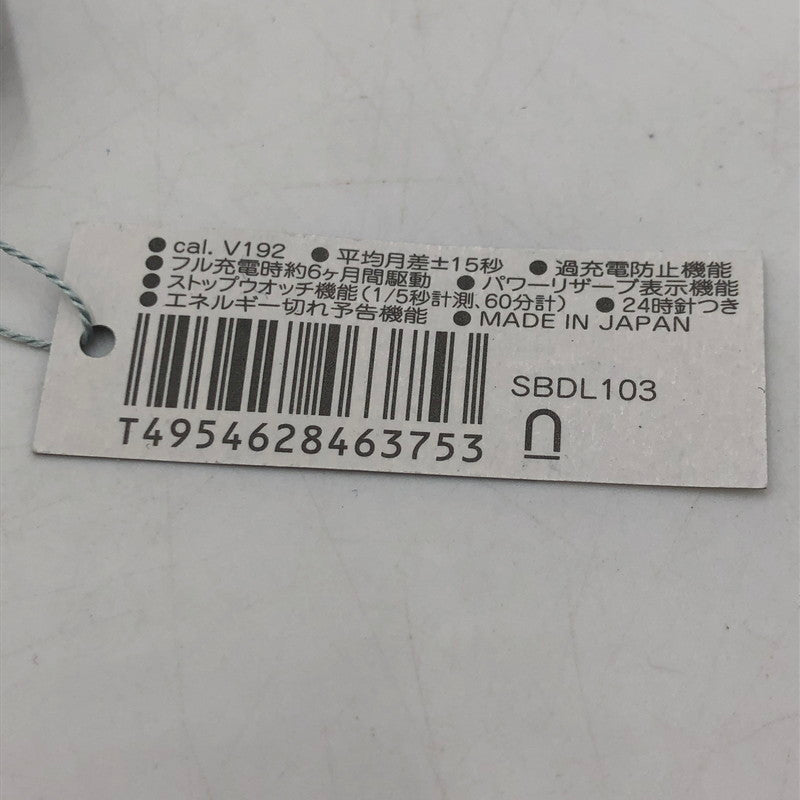 ● cal. V192 ● 平均月差±15秒 ● 過充電防止機能
● フル充電時約6ヶ月間駆動 ● パワーリザーブ表示機能
● ストップウオッチ機能(1/5秒計測、60分計) ● 24時針つき
● エネルギー切れ予告機能 ● MADE IN JAPAN
SBDL103
T4954628463753